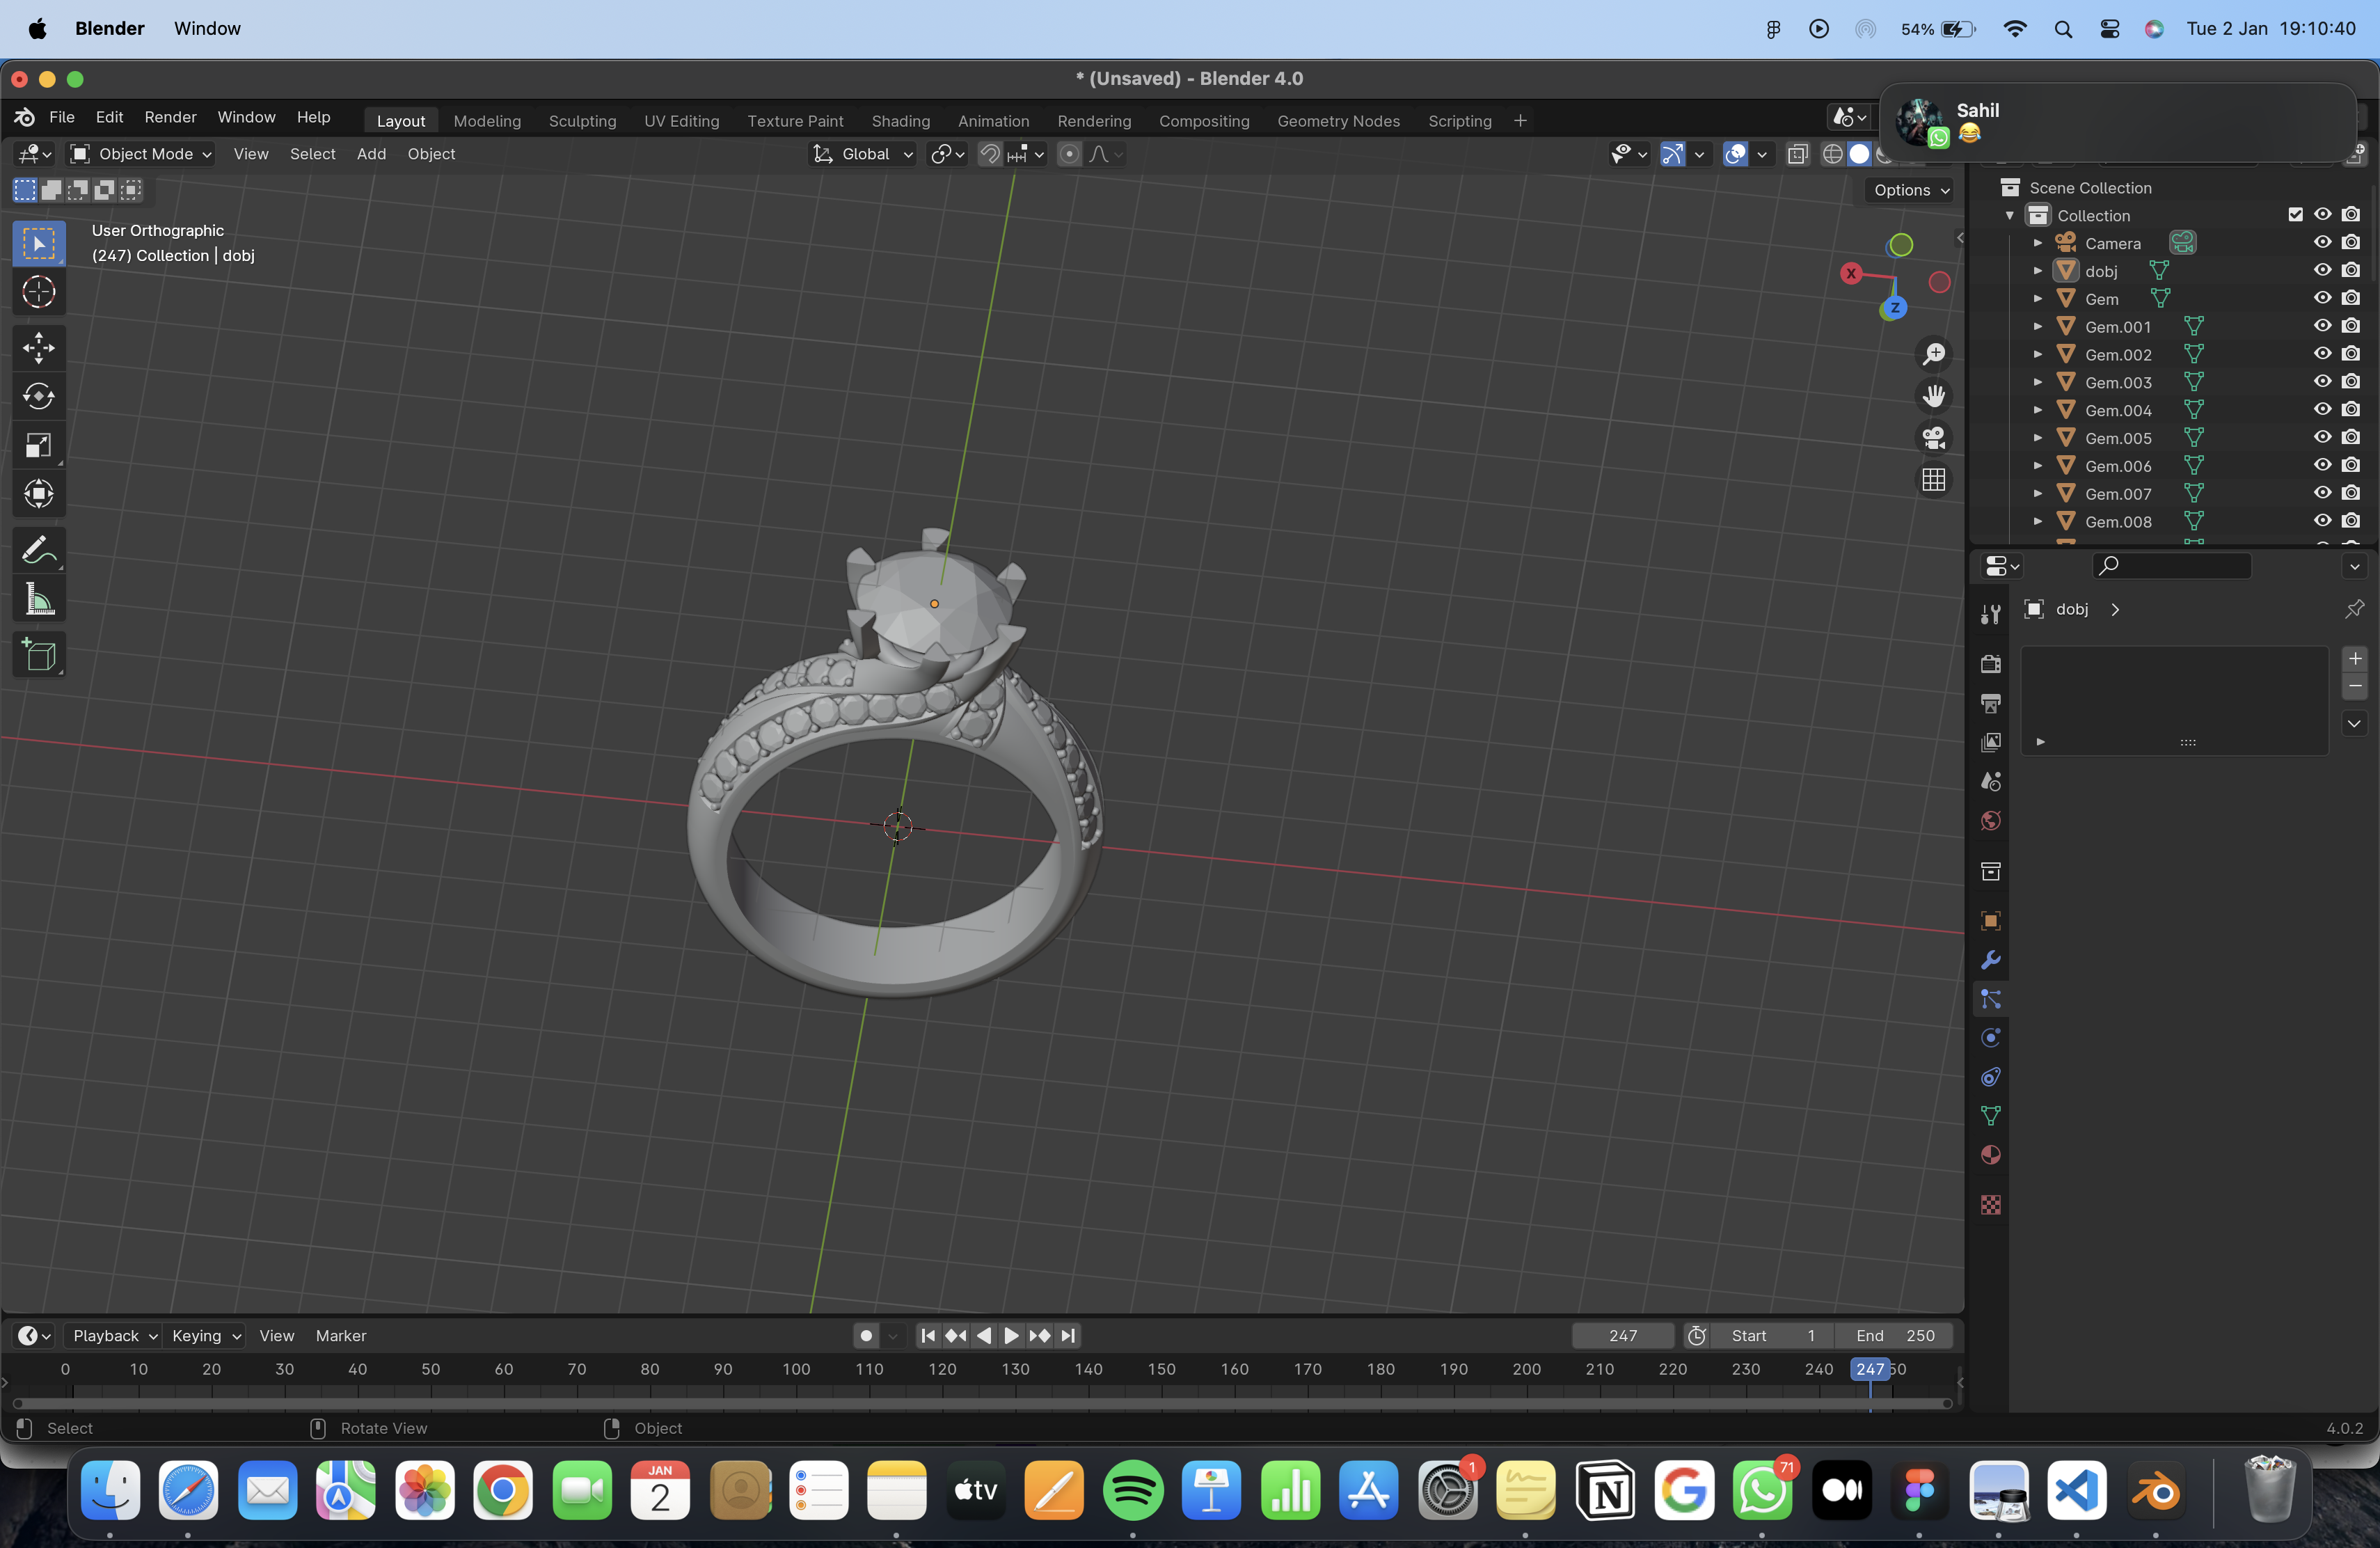 Blender Window 54% Tue 2 Jan 19:10:40
* (Unsaved) - Blender 4.0
File Edit Render Window Help Layout Modeling Sculpting UV Editing Texture Paint Shading Animation Rendering Compositing Geometry Nodes Scripting +
Sahil
😂
Object Mode View Select Add Object Global
Options
User Orthographic
(247) Collection | dobj
X
Z
Scene Collection
Collection
Camera
dobj
Gem
Gem.001
Gem.002
Gem.003
Gem.004
Gem.005
Gem.006
Gem.007
Gem.008
dobj
Playback Keying View Marker 247 Start 1 End 250
0 10 20 30 40 50 60 70 80 90 100 110 120 130 140 150 160 170 180 190 200 210 220 230 240 247 50
Select Rotate View Object 4.0.2
JAN
2
tv
1
N
G
71